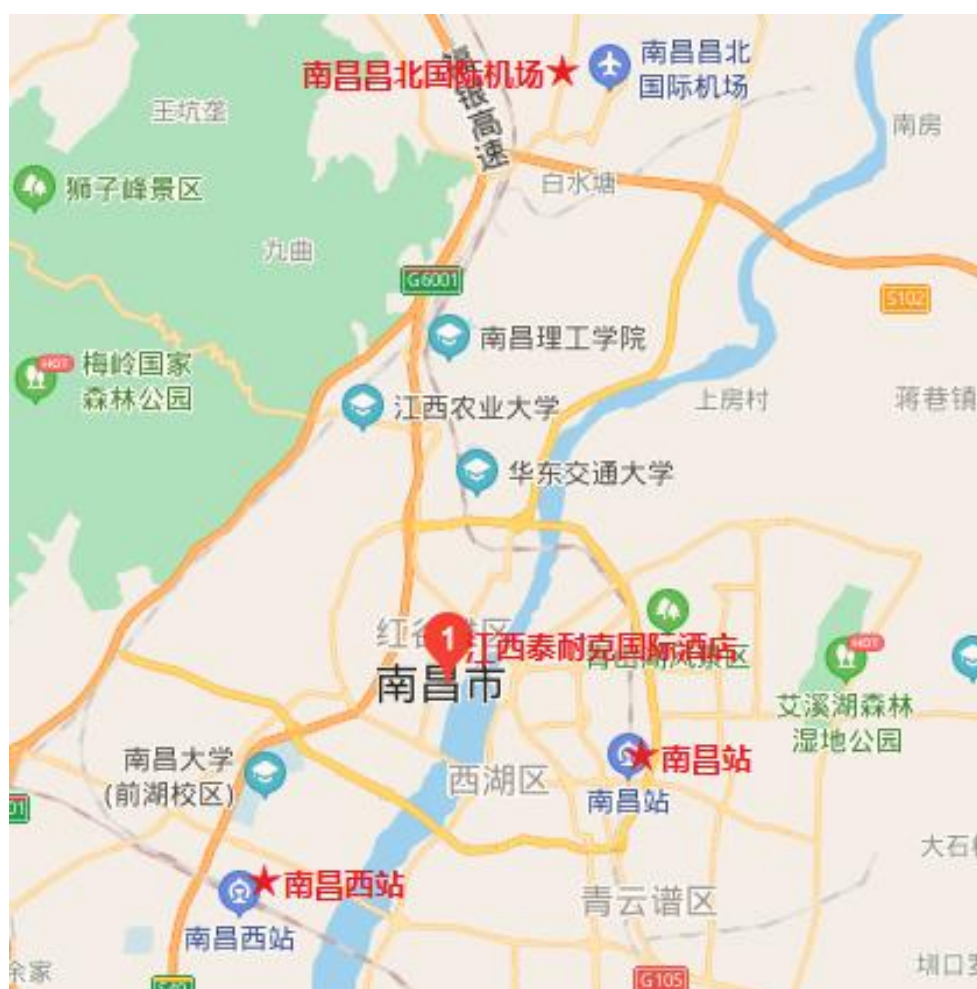 南昌昌北国际机场
南昌昌北
国际机场
高速
王坑垄
南房
狮子峰景区
白水塘
九曲
G6001
S102
南昌理工学院
HOT
梅岭国家
森林公园
江西农业大学
上房村
蒋巷镇
华东交通大学
1
江西泰耐克国际酒店
南昌市
HOT
艾溪湖森林
湿地公园
南昌大学
(前湖校区)
南昌站
西湖区
南昌站
01
大石
南昌西站
青云谱区
南昌西站
余家
圳口
G105